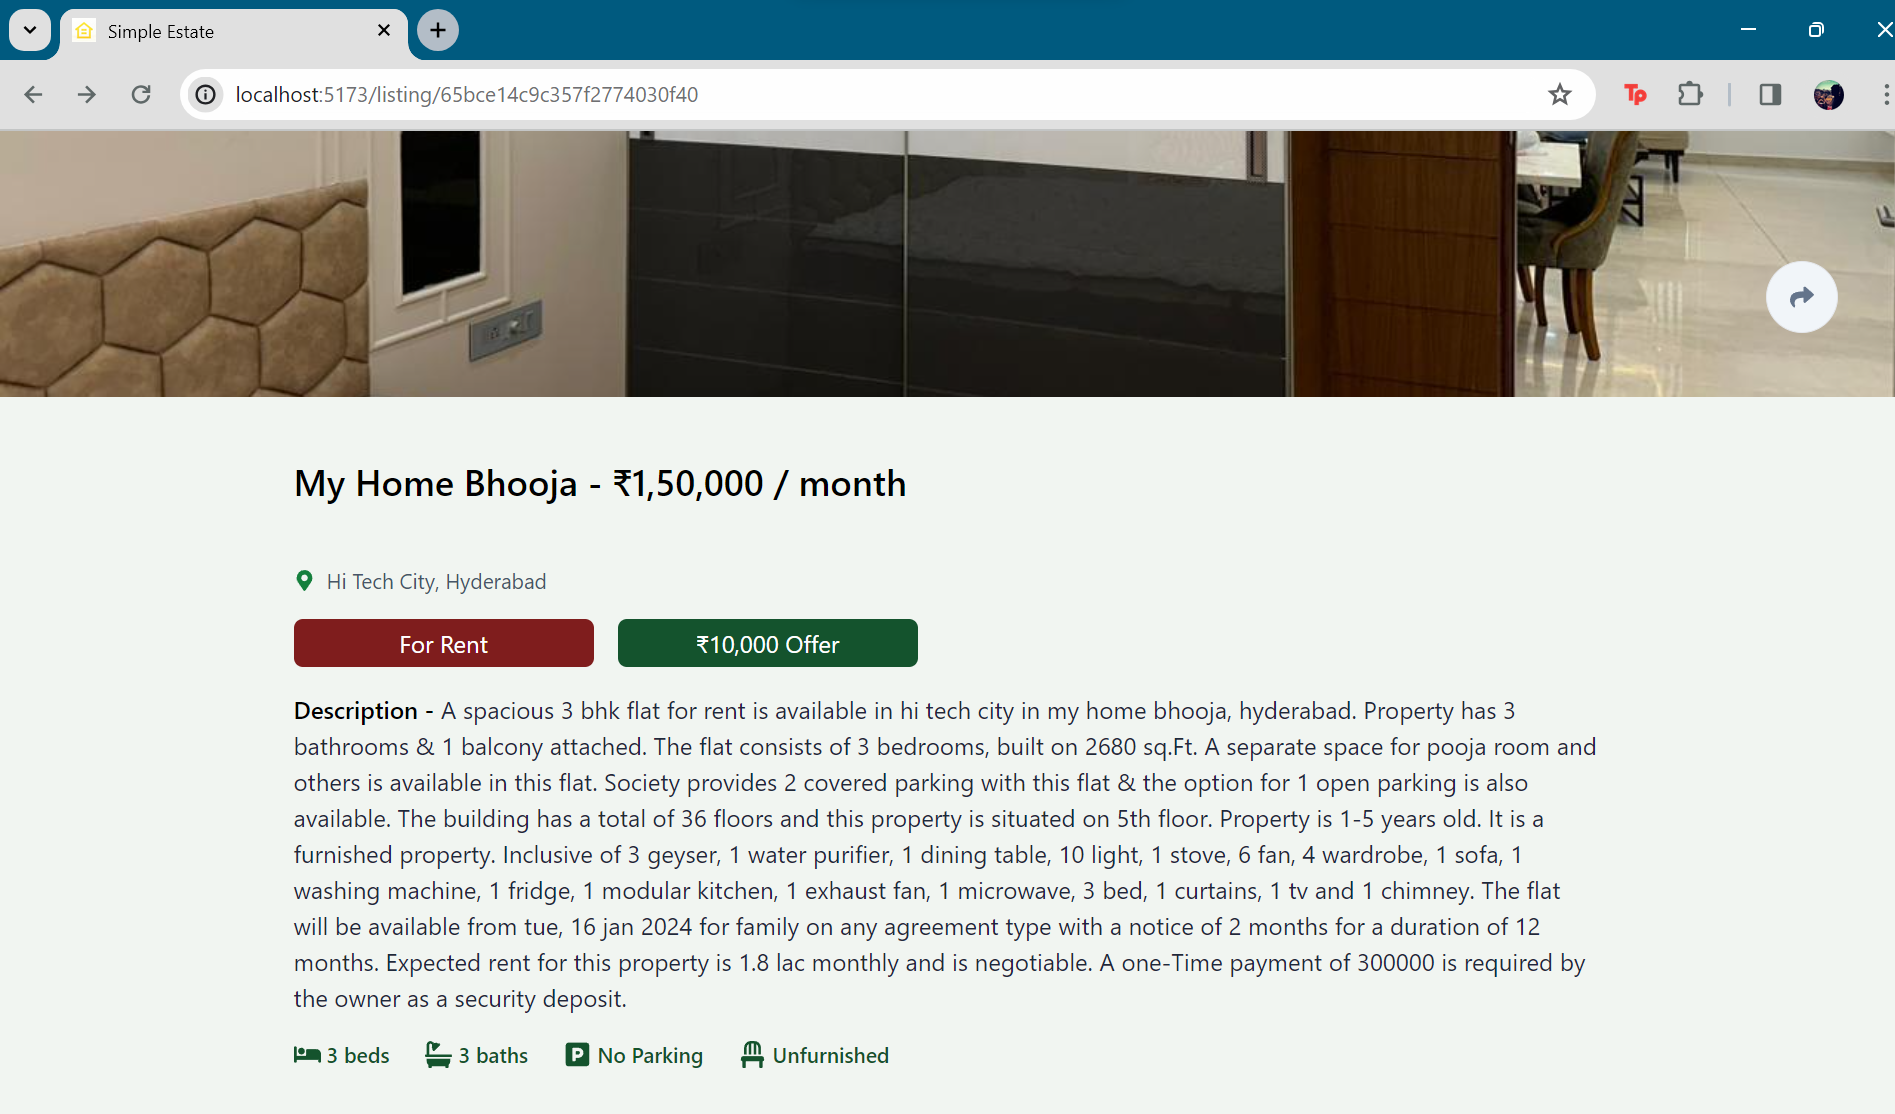 Simple Estate
localhost:5173/listing/65bce14c9c357f2774030f40
Tp
My Home Bhooja - ₹1,50,000 / month
Hi Tech City, Hyderabad
For Rent
₹10,000 Offer
Description - A spacious 3 bhk flat for rent is available in hi tech city in my home bhooja, hyderabad. Property has 3
bathrooms & 1 balcony attached. The flat consists of 3 bedrooms, built on 2680 sq.Ft. A separate space for pooja room and
others is available in this flat. Society provides 2 covered parking with this flat & the option for 1 open parking is also
available. The building has a total of 36 floors and this property is situated on 5th floor. Property is 1-5 years old. It is a
furnished property. Inclusive of 3 geyser, 1 water purifier, 1 dining table, 10 light, 1 stove, 6 fan, 4 wardrobe, 1 sofa, 1
washing machine, 1 fridge, 1 modular kitchen, 1 exhaust fan, 1 microwave, 3 bed, 1 curtains, 1 tv and 1 chimney. The flat
will be available from tue, 16 jan 2024 for family on any agreement type with a notice of 2 months for a duration of 12
months. Expected rent for this property is 1.8 lac monthly and is negotiable. A one-Time payment of 300000 is required by
the owner as a security deposit.
3 beds
3 baths
P No Parking
Unfurnished